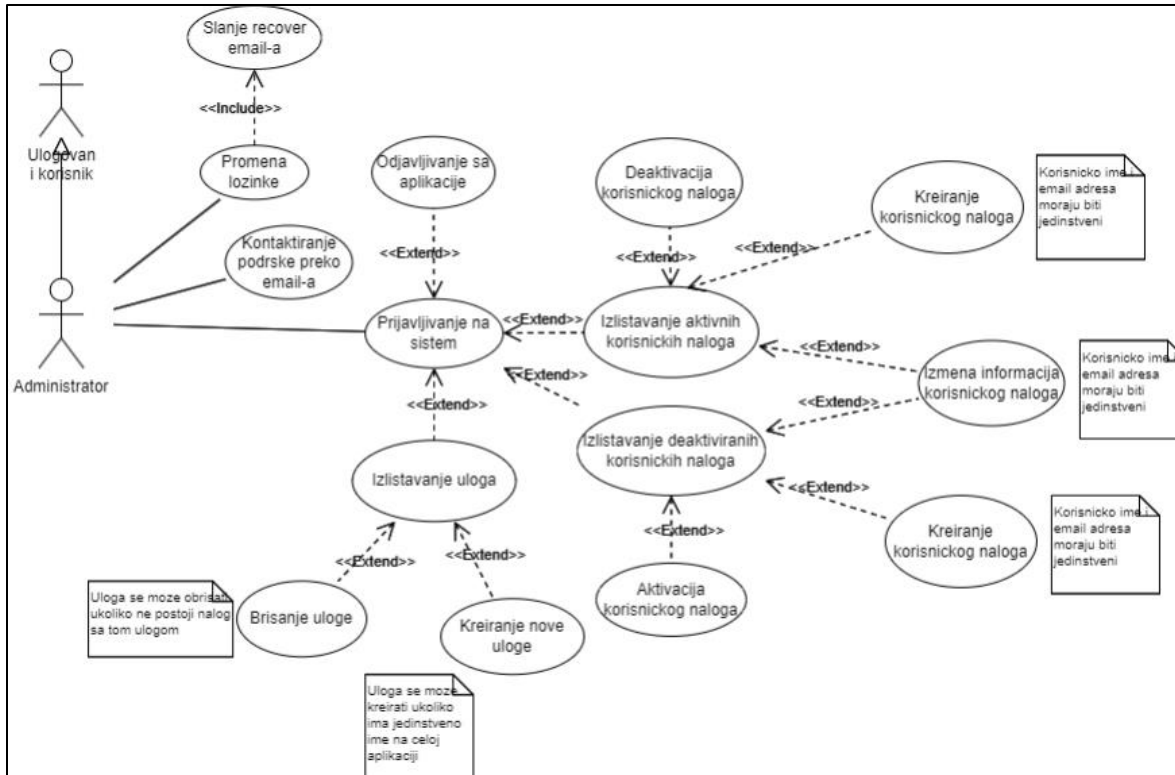 Slanje recover
email-a
<<Include>>
Ulogovan
i korisnik
Promena
lozinke
Odjavljivanje sa
aplikacije
Deaktivacija
korisnickog naloga
Kreiranje
korisnickog naloga
Korisnicko ime i
email adresa
moraju biti
jedinstveni
Kontaktiranje
podrske preko
email-a
<<Extend>>
<<Extend>>
<<Extend>>
Administrator
Prijavljivanje na
sistem
<<Extend>>
Izlistavanje aktivnih
korisnickih naloga
<<Extend>>
Izmena informacija
korisnickog naloga
Korisnicko ime i
email adresa
moraju biti
jedinstveni
<<Extend>>
<<Extend>>
<<Extend>>
Izlistavanje deaktiviranih
korisnickih naloga
Izlistavanje uloga
<<Extend>>
Kreiranje
korisnickog naloga
Korisnicko ime i
email adresa
moraju biti
jedinstveni
<<Extend>>
<<Extend>>
<<Extend>>
Uloga se moze obrisati
ukoliko ne postoji nalog
sa tom ulogom
Brisanje uloge
Kreiranje nove
uloge
Aktivacija
korisnickog naloga
Uloga se moze
kreirati ukoliko
ima jedinstveno
ime na celoj
aplikaciji